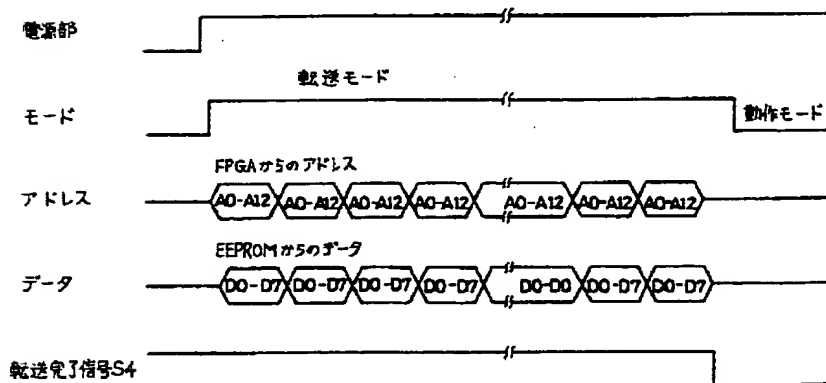 電源部
転送モード
モード
動作モード
FPGAからのアドレス
アドレス
A0-A12 A0-A12 A0-A12 A0-A12 A0-A12 A0-A12 A0-A12
EEPROMからのデータ
データ
D0-D7 D0-D7 D0-D7 D0-D7 D0-D0 D0-D7 D0-D7
転送完了信号S4